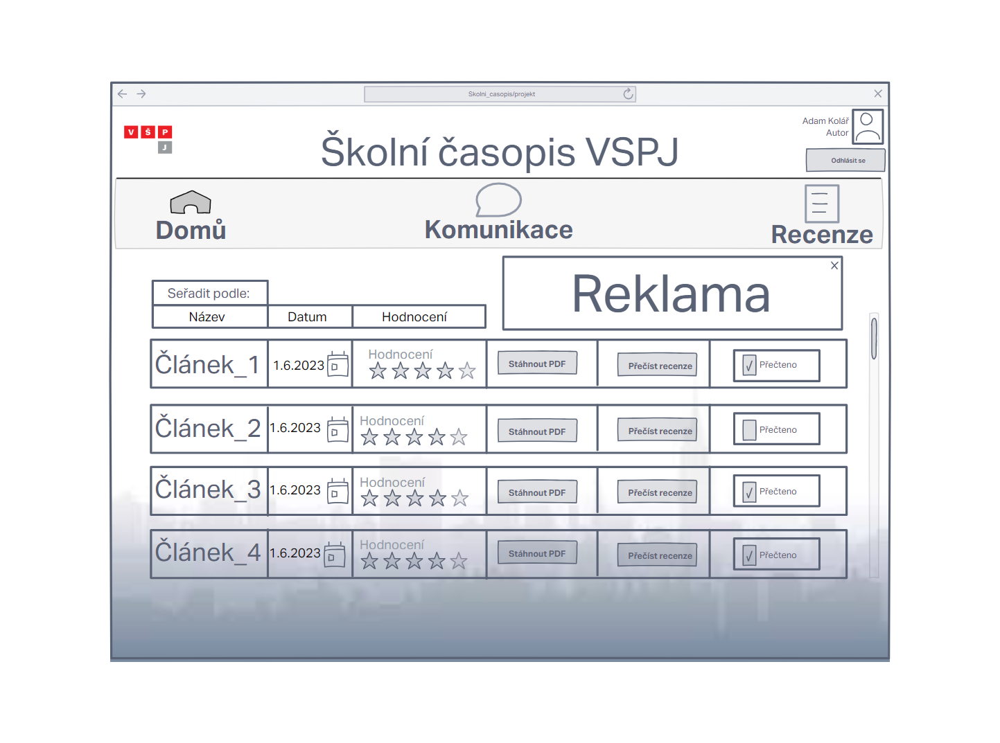 Skolni_casopis/projekt
V Š P
J
Školní časopis VSPJ
Adam Kolář
Autor
Odhlásit se
Domů
Komunikace
Recenze
Reklama
Seřadit podle:
Název Datum Hodnocení
Článek_1 1.6.2023 Hodnocení Stáhnout PDF Přečíst recenze Přečteno
Článek_2 1.6.2023 Hodnocení Stáhnout PDF Přečíst recenze Přečteno
Článek_3 1.6.2023 Hodnocení Stáhnout PDF Přečíst recenze Přečteno
Článek_4 1.6.2023 Hodnocení Stáhnout PDF Přečíst recenze Přečteno